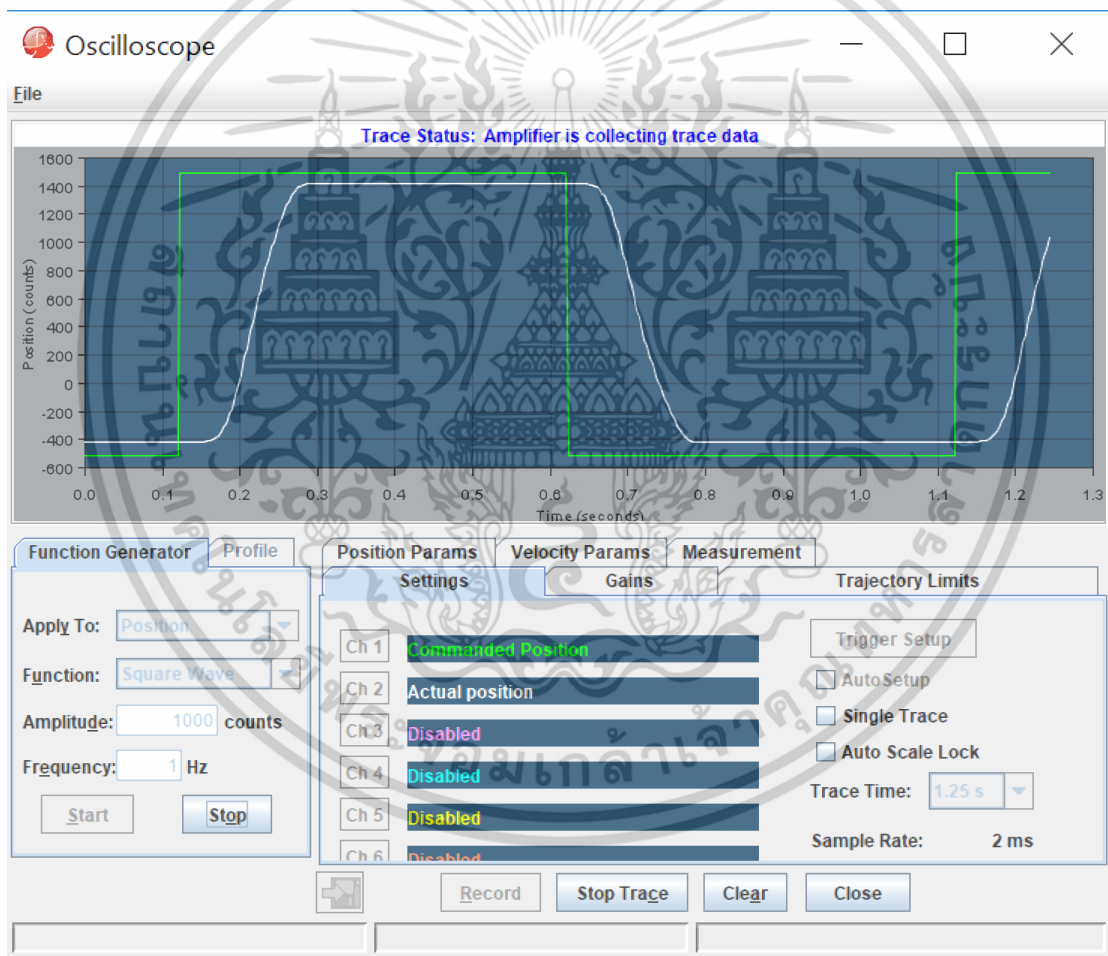 Oscilloscope
File
Trace Status: Amplifier is collecting trace data
Position (counts)
1600
1400
1200
1000
800
600
400
200
0
-200
-400
-600
0.0 0.1 0.2 0.3 0.4 0.5 0.6 0.7 0.8 0.9 1.0 1.1 1.2 1.3
Time (seconds)
Function Generator Profile
Apply To: Position
Function: Square Wave
Amplitude: 1000 counts
Frequency: 1 Hz
Start Stop
Position Params Velocity Params Measurement
Settings Gains Trajectory Limits
Ch 1 Commanded Position
Ch 2 Actual position
Ch 3 Disabled
Ch 4 Disabled
Ch 5 Disabled
Ch 6 Disabled
Trigger Setup
Auto Setup
Single Trace
Auto Scale Lock
Trace Time: 1.25 s
Sample Rate: 2 ms
Record Stop Trace Clear Close